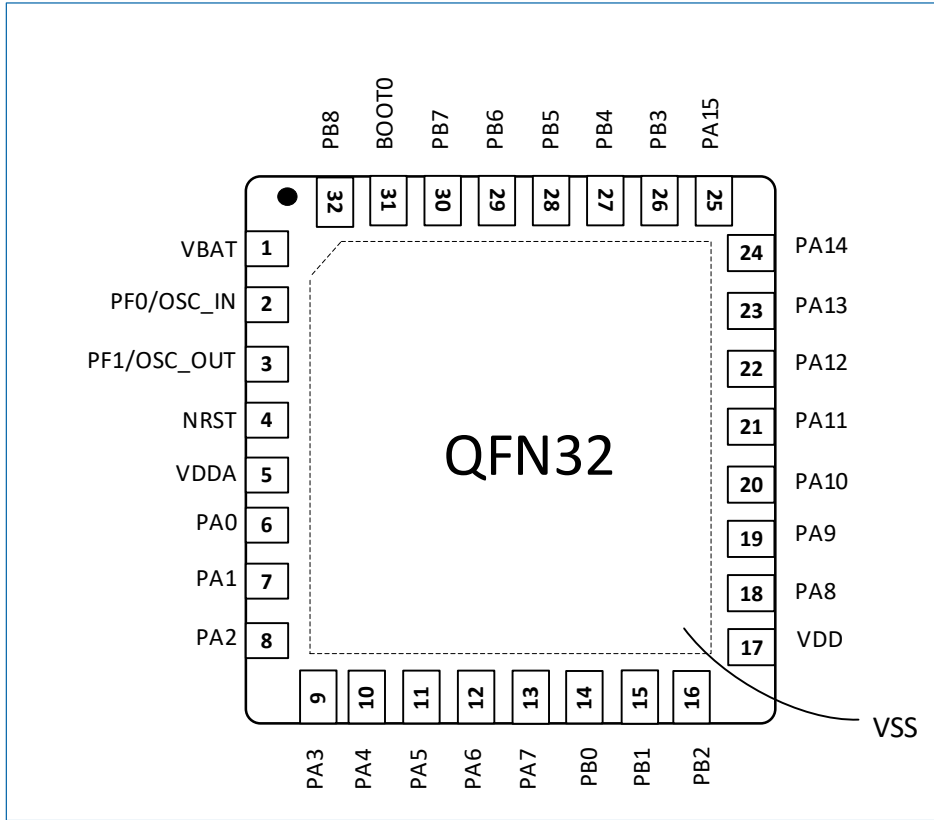 PB8
BOOT0
PB7
PB6
PB5
PB4
PB3
PA15
32
31
30
29
28
27
26
25
VBAT 1
PF0/OSC_IN 2
PF1/OSC_OUT 3
NRST 4
VDDA 5
PA0 6
PA1 7
PA2 8
QFN32
24 PA14
23 PA13
22 PA12
21 PA11
20 PA10
19 PA9
18 PA8
17 VDD
VSS
9
10
11
12
13
14
15
16
PA3
PA4
PA5
PA6
PA7
PB0
PB1
PB2